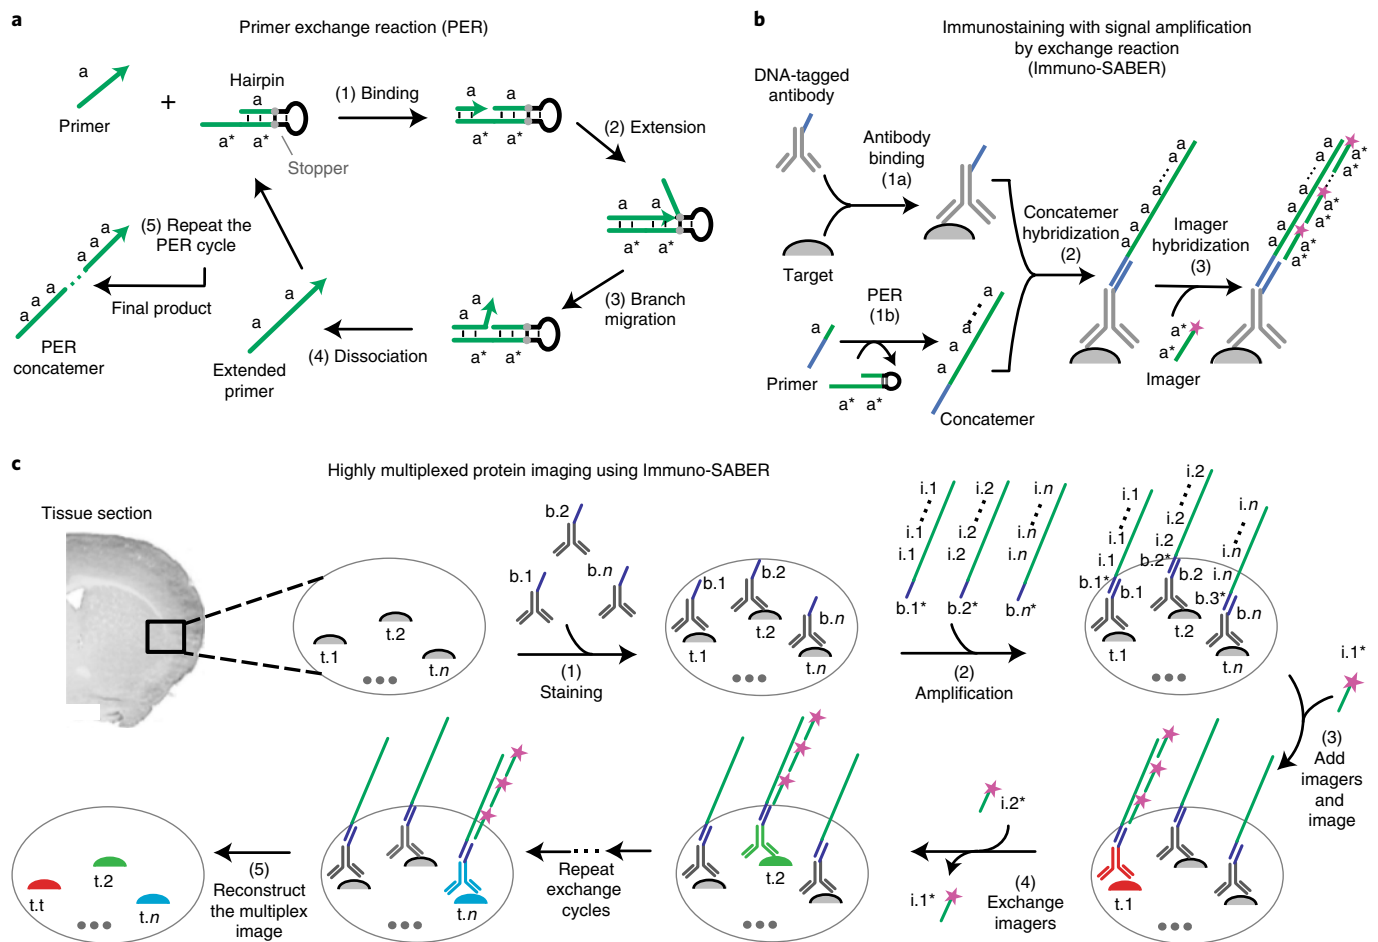 a
Primer exchange reaction (PER)
a
Primer
+
Hairpin
a
a* a*
Stopper
(1) Binding
a a
a* a*
(2) Extension
a a
a* a*
(3) Branch
migration
a
a* a*
(4) Dissociation
a
Extended
primer
(5) Repeat the
PER cycle
Final product
a
a
a
a
a
PER
concatemer
b
Immunostaining with signal amplification
by exchange reaction
(Immuno-SABER)
DNA-tagged
antibody
Target
Antibody
binding
(1a)
a
Primer
PER
(1b)
a* a*
a
a
a
Concatemer
Concatemer
hybridization
(2)
a
a
a
a
a
Imager
hybridization
(3)
a*
a*
Imager
a
a
a
a
a
a*
a*
a*
a*
a*
a*
c
Highly multiplexed protein imaging using Immuno-SABER
Tissue section
t.1
t.2
t.n
b.2
b.1
b.n
(1)
Staining
b.1
b.2
b.n
t.1
t.2
t.n
i.1 i.2 i.n
i.1 i.2 i.n
i.1 i.2 i.n
b.1* b.2* b.n*
(2)
Amplification
i.1
i.1
i.1
b.1*
b.1
t.1
i.2
i.2
i.2
b.2*
b.2
t.2
i.n
i.n
i.n
b.3*
b.n
t.n
i.1*
(3)
Add
imagers
and
image
t.1
i.2*
i.1*
(4)
Exchange
imagers
t.2
Repeat
exchange
cycles
t.n
(5)
Reconstruct
the multiplex
image
t.2
t.t
t.n